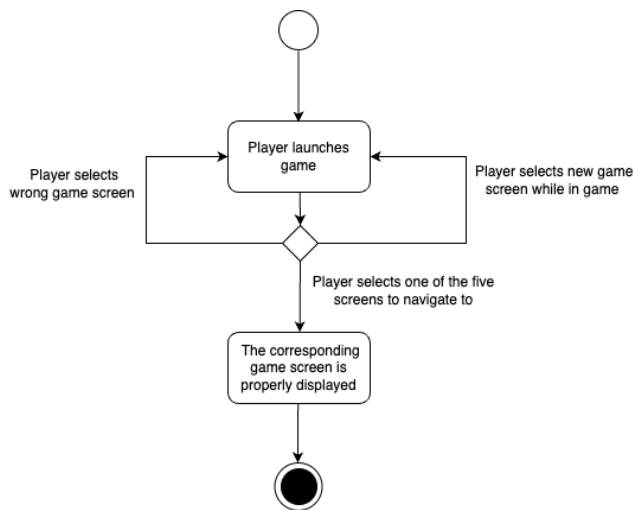 Player launches
game
Player selects
wrong game screen
Player selects new game
screen while in game
Player selects one of the five
screens to navigate to
The corresponding
game screen is
properly displayed